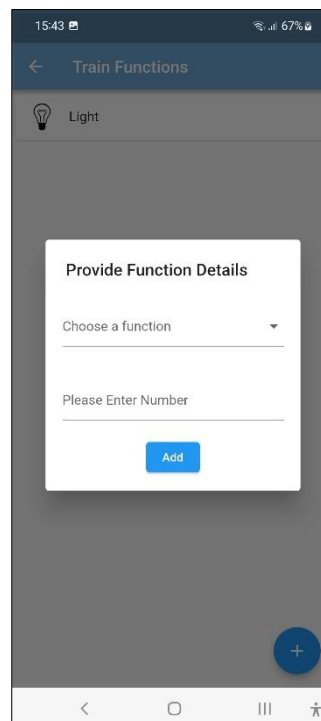 15:43 67%
Train Functions
Light
Provide Function Details
Choose a function
Please Enter Number
Add